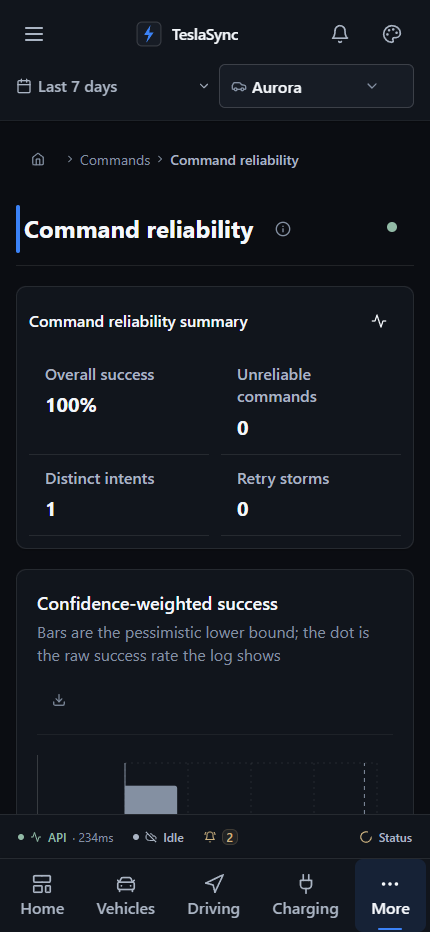 TeslaSync
Last 7 days
Aurora
Commands
Command reliability
Command reliability
Command reliability summary
Overall success
100%
Unreliable
commands
0
Distinct intents
1
Retry storms
0
Confidence-weighted success
Bars are the pessimistic lower bound; the dot is
the raw success rate the log shows
API · 234ms
Idle
2
Status
Home
Vehicles
Driving
Charging
More